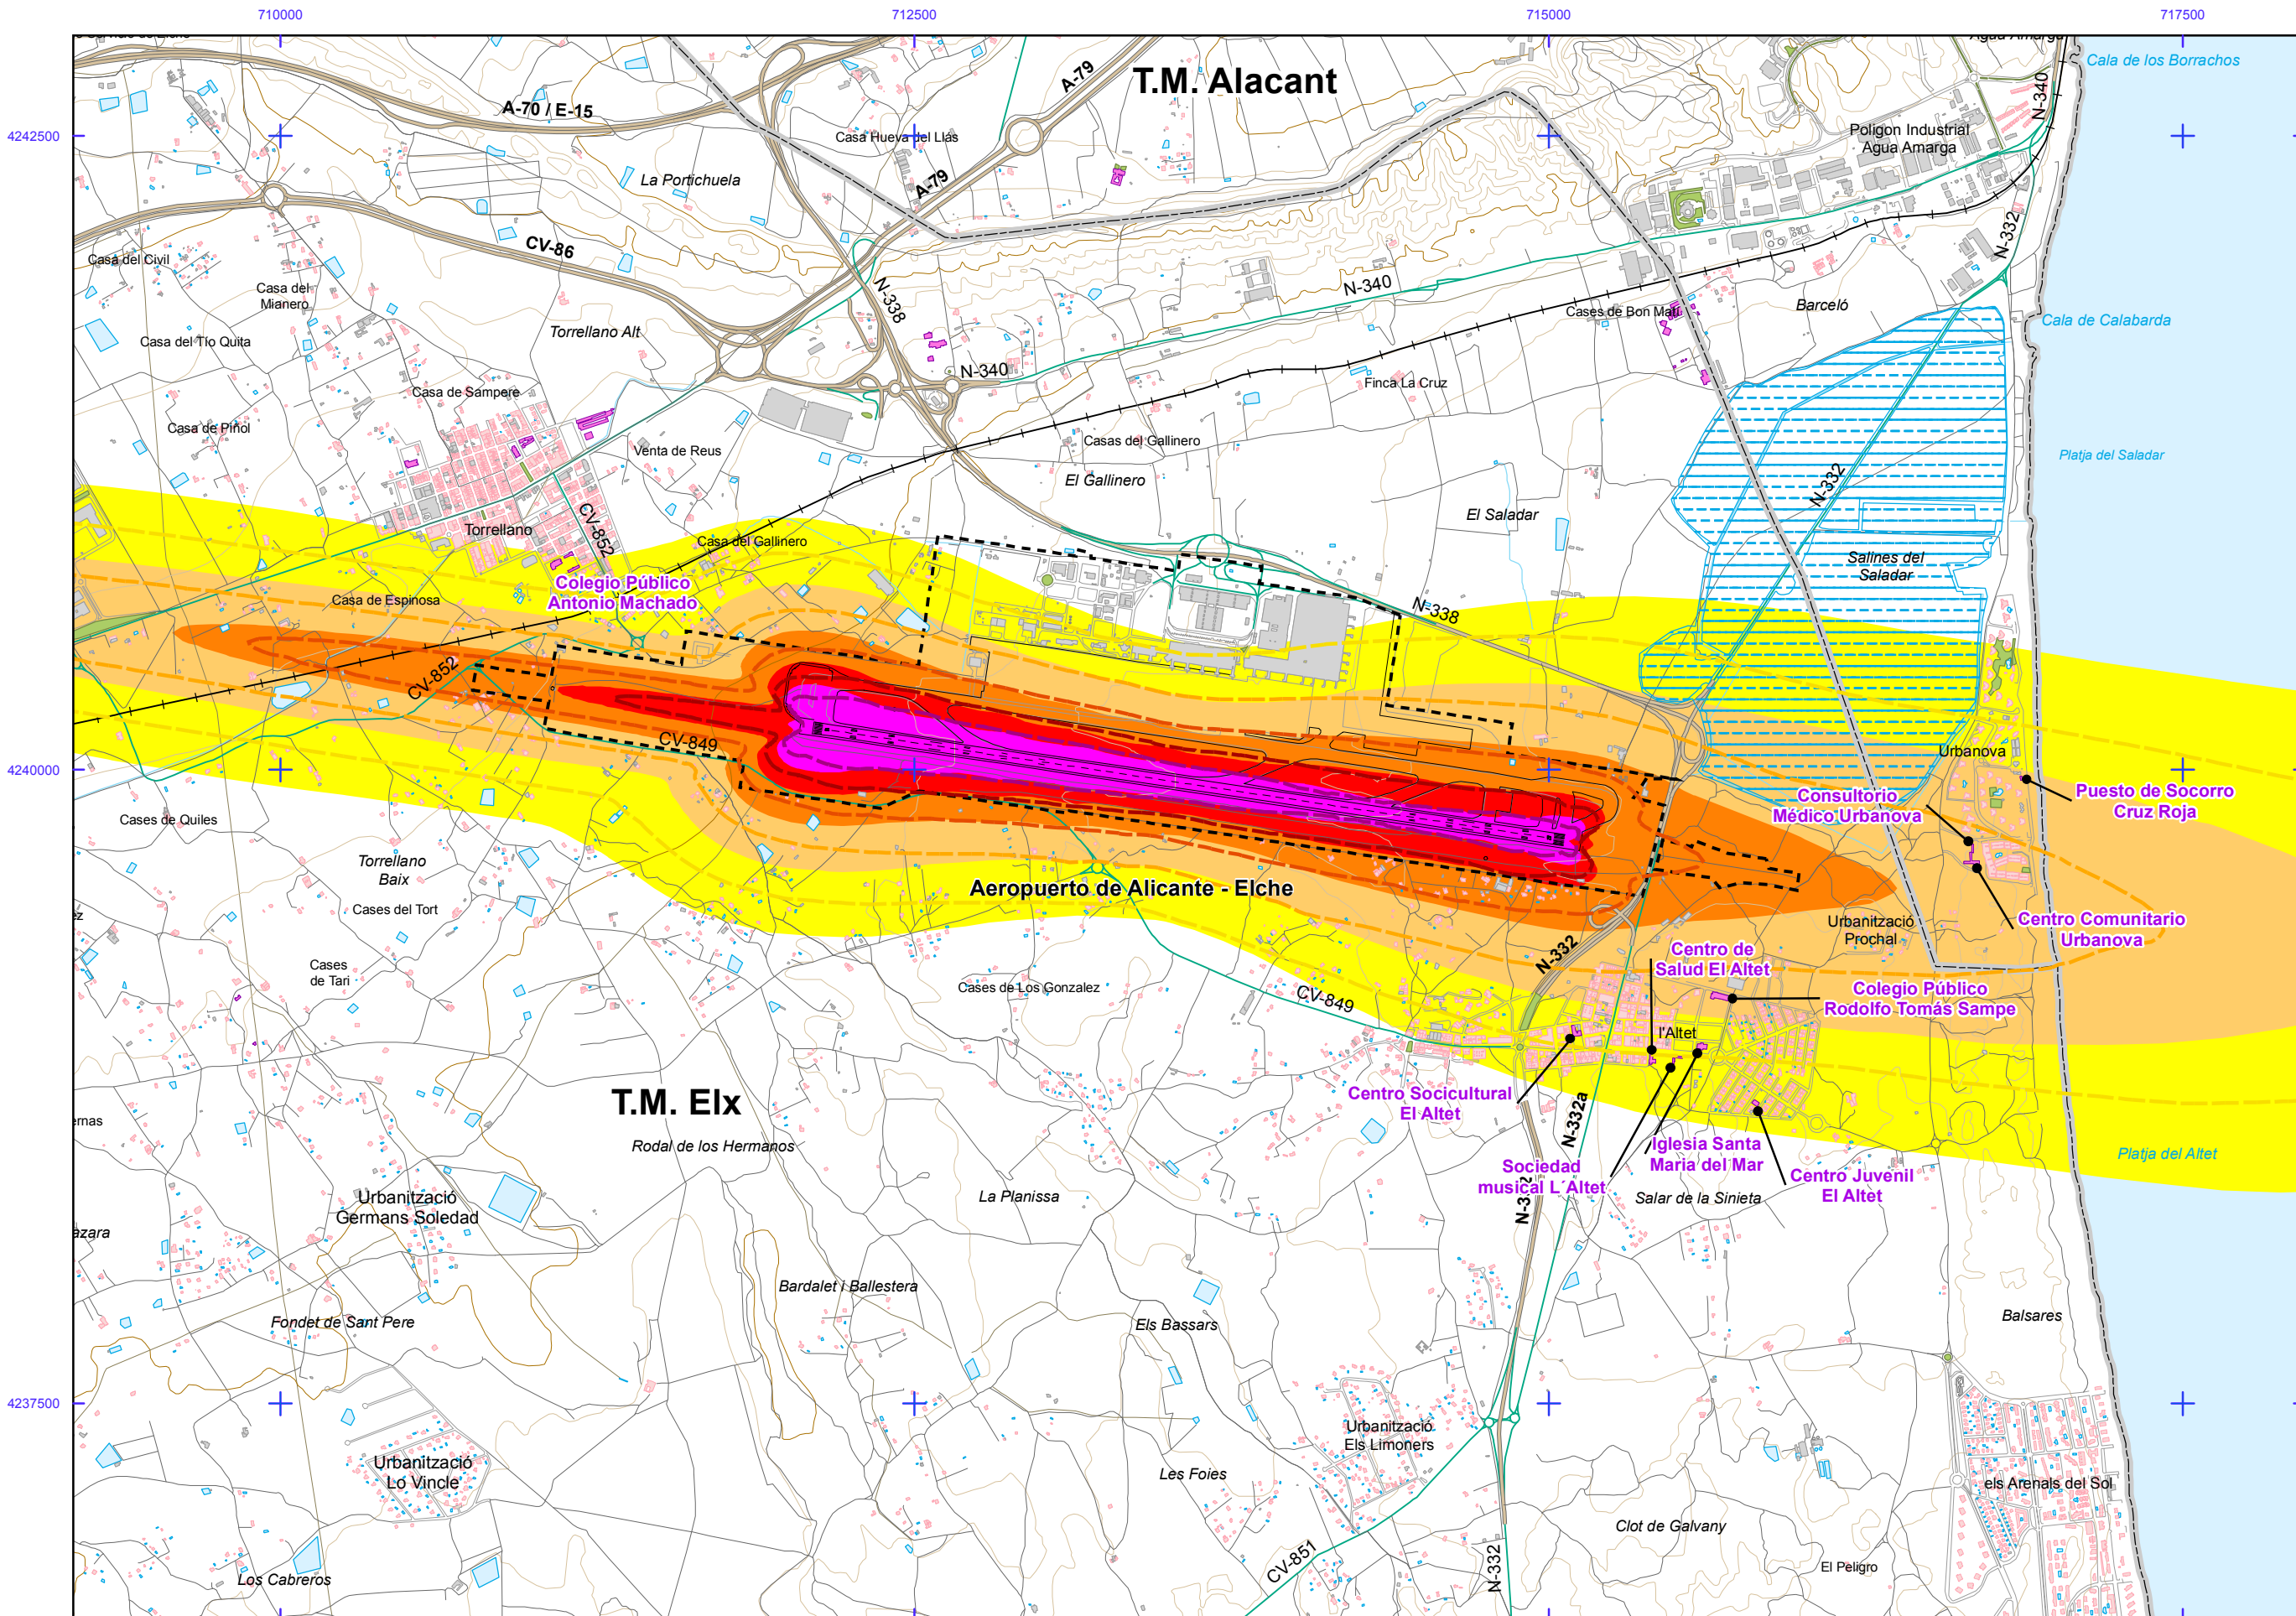 710000
712500
715000
717500
Agua Amarga
Cala de los Borrachos
T.M. Alacant
A-79
N-340
A-70 / E-15
4242500
Casa Hueva del Llás
Polígon Industrial
Agua Amarga
La Portichuela
A-79
N-332
CV-86
Casa del Civil
Casa del
Mianero
N-338
N-340
Cases de Bon Matí
Barceló
Cala de Calabarda
Torrellano Alt
Casa del Tío Quita
N-340
Finca La Cruz
Casa de Sampere
Casa de Piñol
Venta de Reus
Casas del Gallinero
Platja del Saladar
El Gallinero
N-332
El Saladar
Torrellano
CV-852
Casa del Gallinero
Salines del
Saladar
Colegio Público
Antonio Machado
Casa de Espinosa
N-338
CV-852
CV-849
Urbanova
4240000
Consultorio
Médico Urbanova
Puesto de Socorro
Cruz Roja
Cases de Quiles
Torrellano
Baix
Aeropuerto de Alicante - Elche
Cases del Tort
ez
Urbanització
Prochal
Centro Comunitario
Urbanova
N-332
Centro de
Salud El Altet
Cases
de Tari
Cases de Los Gonzalez
CV-849
Colegio Público
Rodolfo Tomás Sampe
l'Altet
Centro Socicultural
El Altet
T.M. Elx
N-332a
ernas
Rodal de los Hermanos
Iglesia Santa
Maria del Mar
Platja del Altet
Sociedad
musical L´Altet
Centro Juvenil
El Altet
Urbanització
Germans Soledad
La Planissa
Salar de la Sinieta
azara
Bardalet i Ballestera
Fondet de Sant Pere
Els Bassars
Balsares
4237500
Urbanització
Els Limoners
Urbanització
Lo Vincle
Les Foies
els Arenals del Sol
Clot de Galvany
CV-851
N-332
El Peligro
Los Cabreros